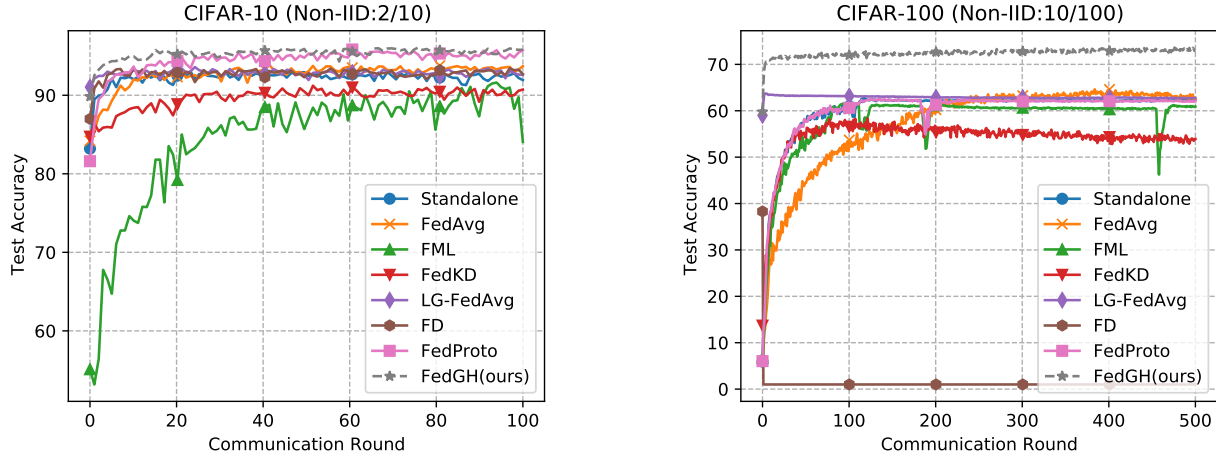 CIFAR-10 (Non-IID:2/10)
Test Accuracy
90
80
70
60
0
20
40
60
80
100
Communication Round
Standalone
FedAvg
FML
FedKD
LG-FedAvg
FD
FedProto
FedGH(ours)
CIFAR-100 (Non-IID:10/100)
Test Accuracy
70
60
50
40
30
20
10
0
0
100
200
300
400
500
Communication Round
Standalone
FedAvg
FML
FedKD
LG-FedAvg
FD
FedProto
FedGH(ours)